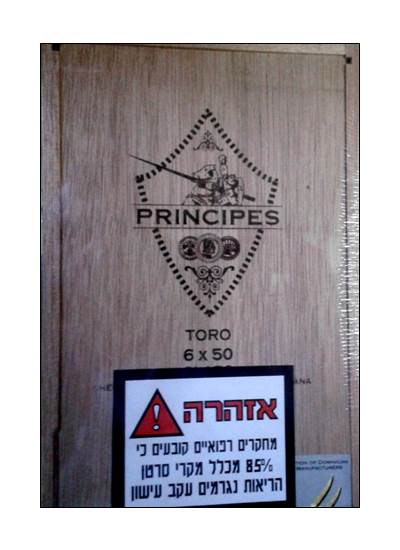 PRINCIPES
TORO
6 x 50
אזהרה
מחקרים רפואיים קובעים כי
85% מכלל מקרי סרטן
הריאות נגרמים עקב עישון